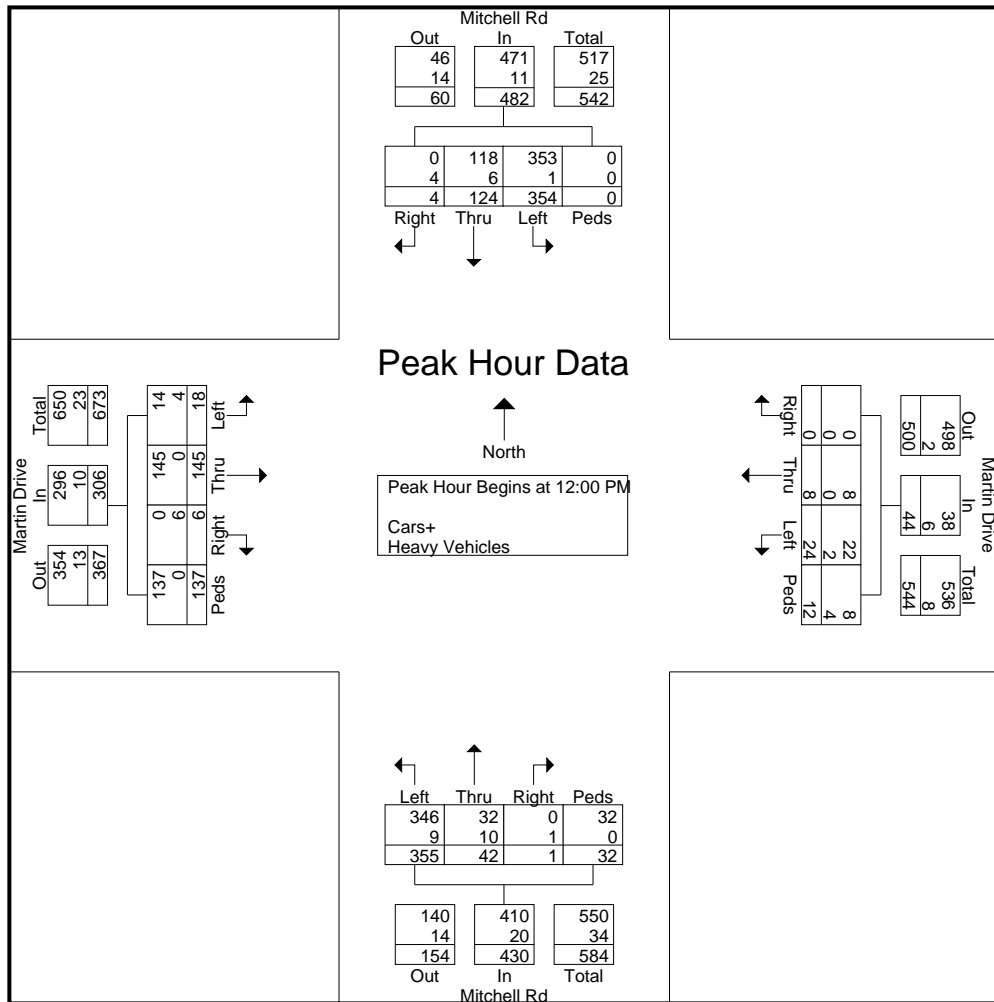 Mitchell Rd
Out In Total
46 471 517
14 11 25
60 482 542
0 118 353 0
4 6 1 0
4 124 354 0
Right Thru Left Peds
Peak Hour Data
North
Peak Hour Begins at 12:00 PM
Cars+
Heavy Vehicles
Martin Drive
Out In Total
354 296 650
13 10 23
367 306 673
137 0 145 14
0 6 0 4
137 6 145 18
Peds Right Thru Left
Martin Drive
Out In Total
498 38 536
2 6 8
500 44 544
0 8 22 8
0 0 2 4
0 8 24 12
Right Thru Left Peds
Left Thru Right Peds
346 32 0 32
9 10 1 0
355 42 1 32
140 410 550
14 20 34
154 430 584
Out In Total
Mitchell Rd